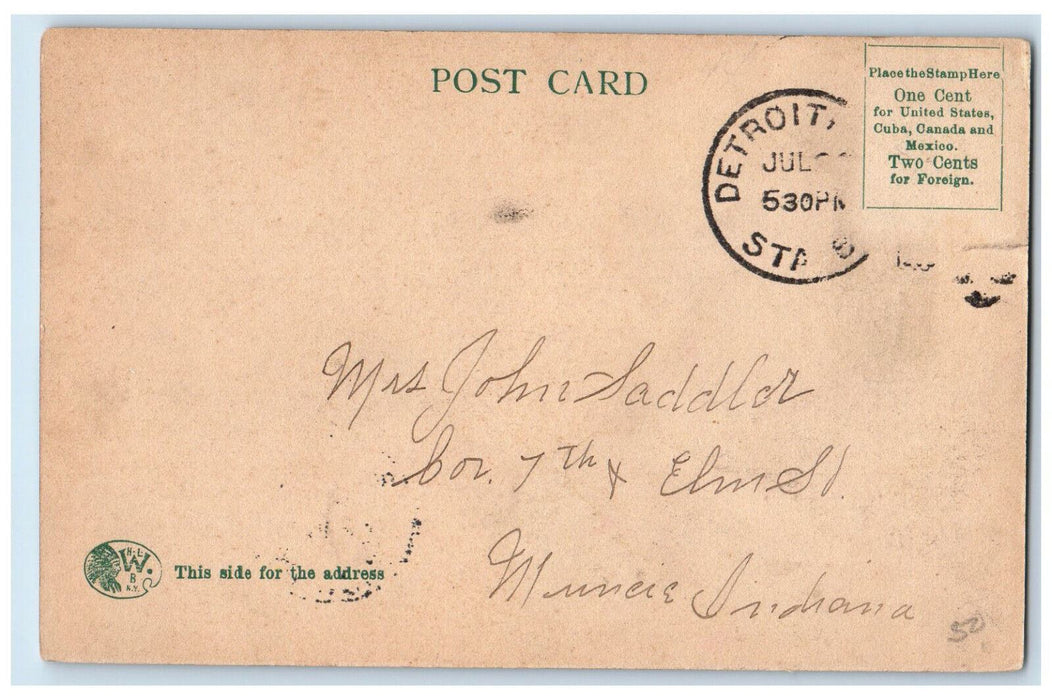 POST CARD
Place the Stamp Here
One Cent
for United States,
Cuba, Canada and
Mexico.
Two Cents
for Foreign.
DETROIT,
JUL
530PM
STA
Mrs John Saddler
Cor. 7th & Elm St.
Muncie Indiana
H-L-
W.
B
N.Y.
This side for the address
50